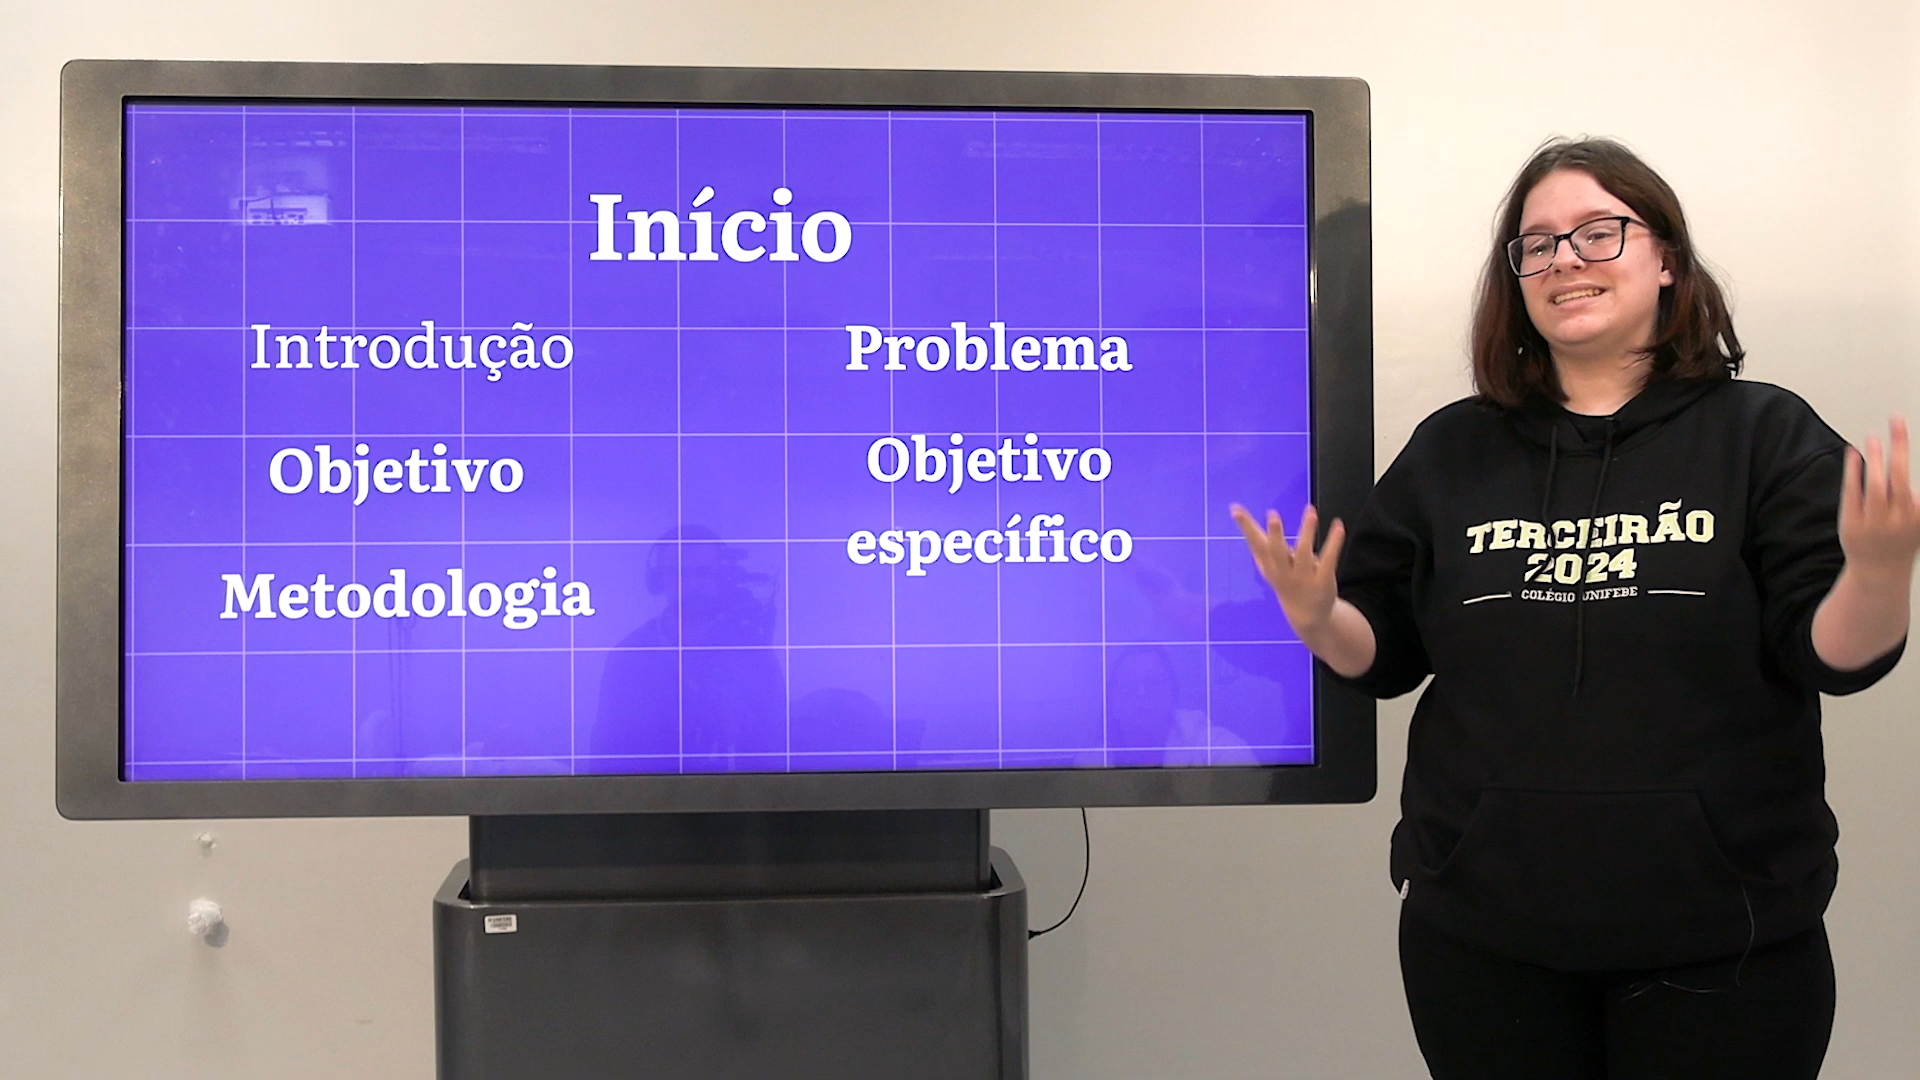 Início
Introdução
Objetivo
Metodologia
Problema
Objetivo
específico
TERCEIRÃO
2024
COLÉGIO UNIFEBE